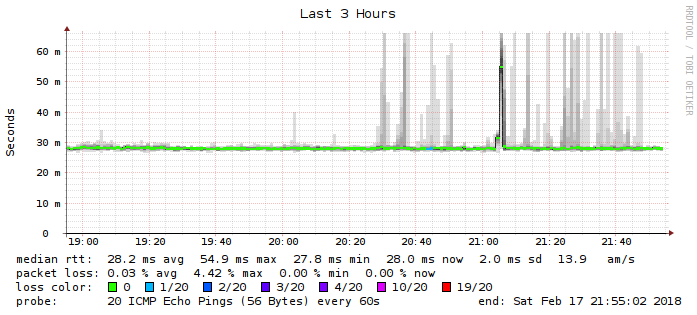 Last 3 Hours
RRDTOOL / TOBI OETIKER
Seconds
60 m
50 m
40 m
30 m
20 m
10 m
0
19:00 19:20 19:40 20:00 20:20 20:40 21:00 21:20 21:40
median rtt: 28.2 ms avg 54.9 ms max 27.8 ms min 28.0 ms now 2.0 ms sd 13.9 am/s
packet loss: 0.03 % avg 4.42 % max 0.00 % min 0.00 % now
loss color: 0 1/20 2/20 3/20 4/20 10/20 19/20
probe: 20 ICMP Echo Pings (56 Bytes) every 60s end: Sat Feb 17 21:55:02 2018